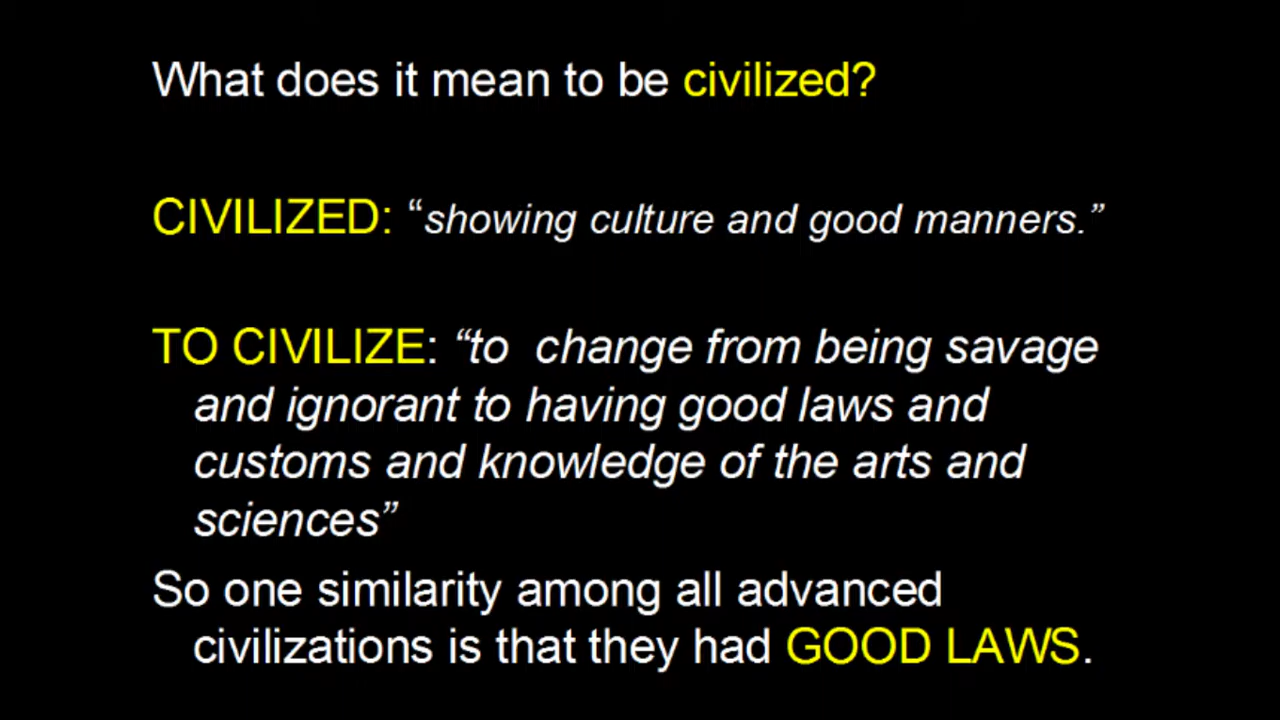 What does it mean to be civilized?
CIVILIZED: “showing culture and good manners.”
TO CIVILIZE: “to  change from being savage
and ignorant to having good laws and
customs and knowledge of the arts and
sciences”
So one similarity among all advanced
civilizations is that they had GOOD LAWS.